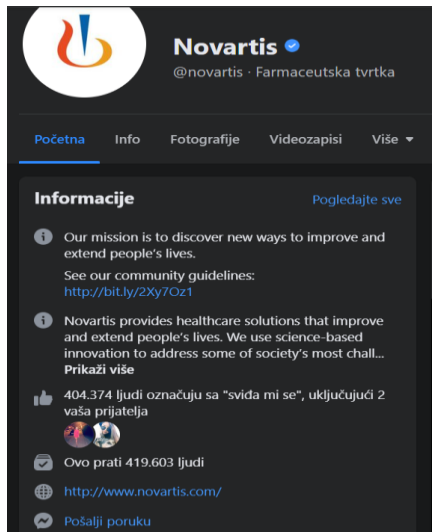 Novartis
@novartis · Farmaceutska tvrtka
Početna Info Fotografije Videozapisi Više
Informacije Pogledajte sve
Our mission is to discover new ways to improve and
extend people's lives.
See our community guidelines:
http://bit.ly/2Xy7Oz1
Novartis provides healthcare solutions that improve
and extend people's lives. We use science-based
innovation to address some of society's most chall...
Prikaži više
404.374 ljudi označuju sa "sviđa mi se", uključujući 2
vaša prijatelja
Ovo prati 419.603 ljudi
http://www.novartis.com/
Pošalji poruku